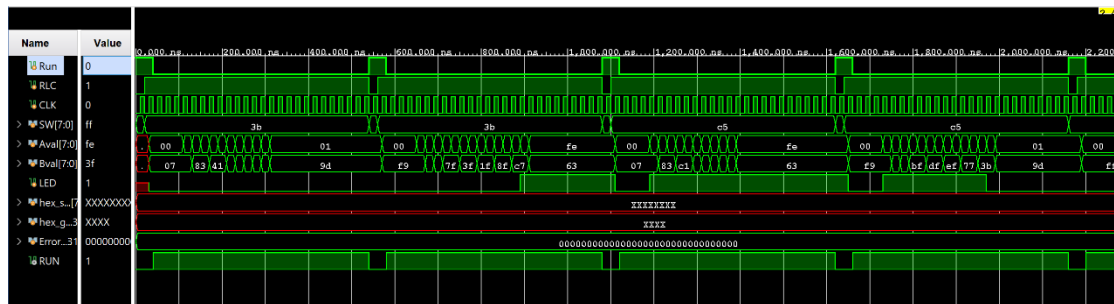 2.
Name Value
0.000 ns 200.000 ns 400.000 ns 600.000 ns 800.000 ns 1,000.000 ns 1,200.000 ns 1,400.000 ns 1,600.000 ns 1,800.000 ns 2,000.000 ns 2,200
Run 0
RLC 1
CLK 0
SW[7:0] ff 3b 3b c5 c5
Aval[7:0] fe 00 01 00 fe 00 fe 00 01 00
Bval[7:0] 3f 07 83 41 9d f9 7f 3f 1f 8f c7 63 07 83 c1 63 f9 bf df ef 77 3b 9d
LED 1
hex_s...[7 XXXXXXXX XXXXXXXX
hex_g...3 XXXX XXXX
Error...31 000000000 00000000000000000000000000000000
RUN 1